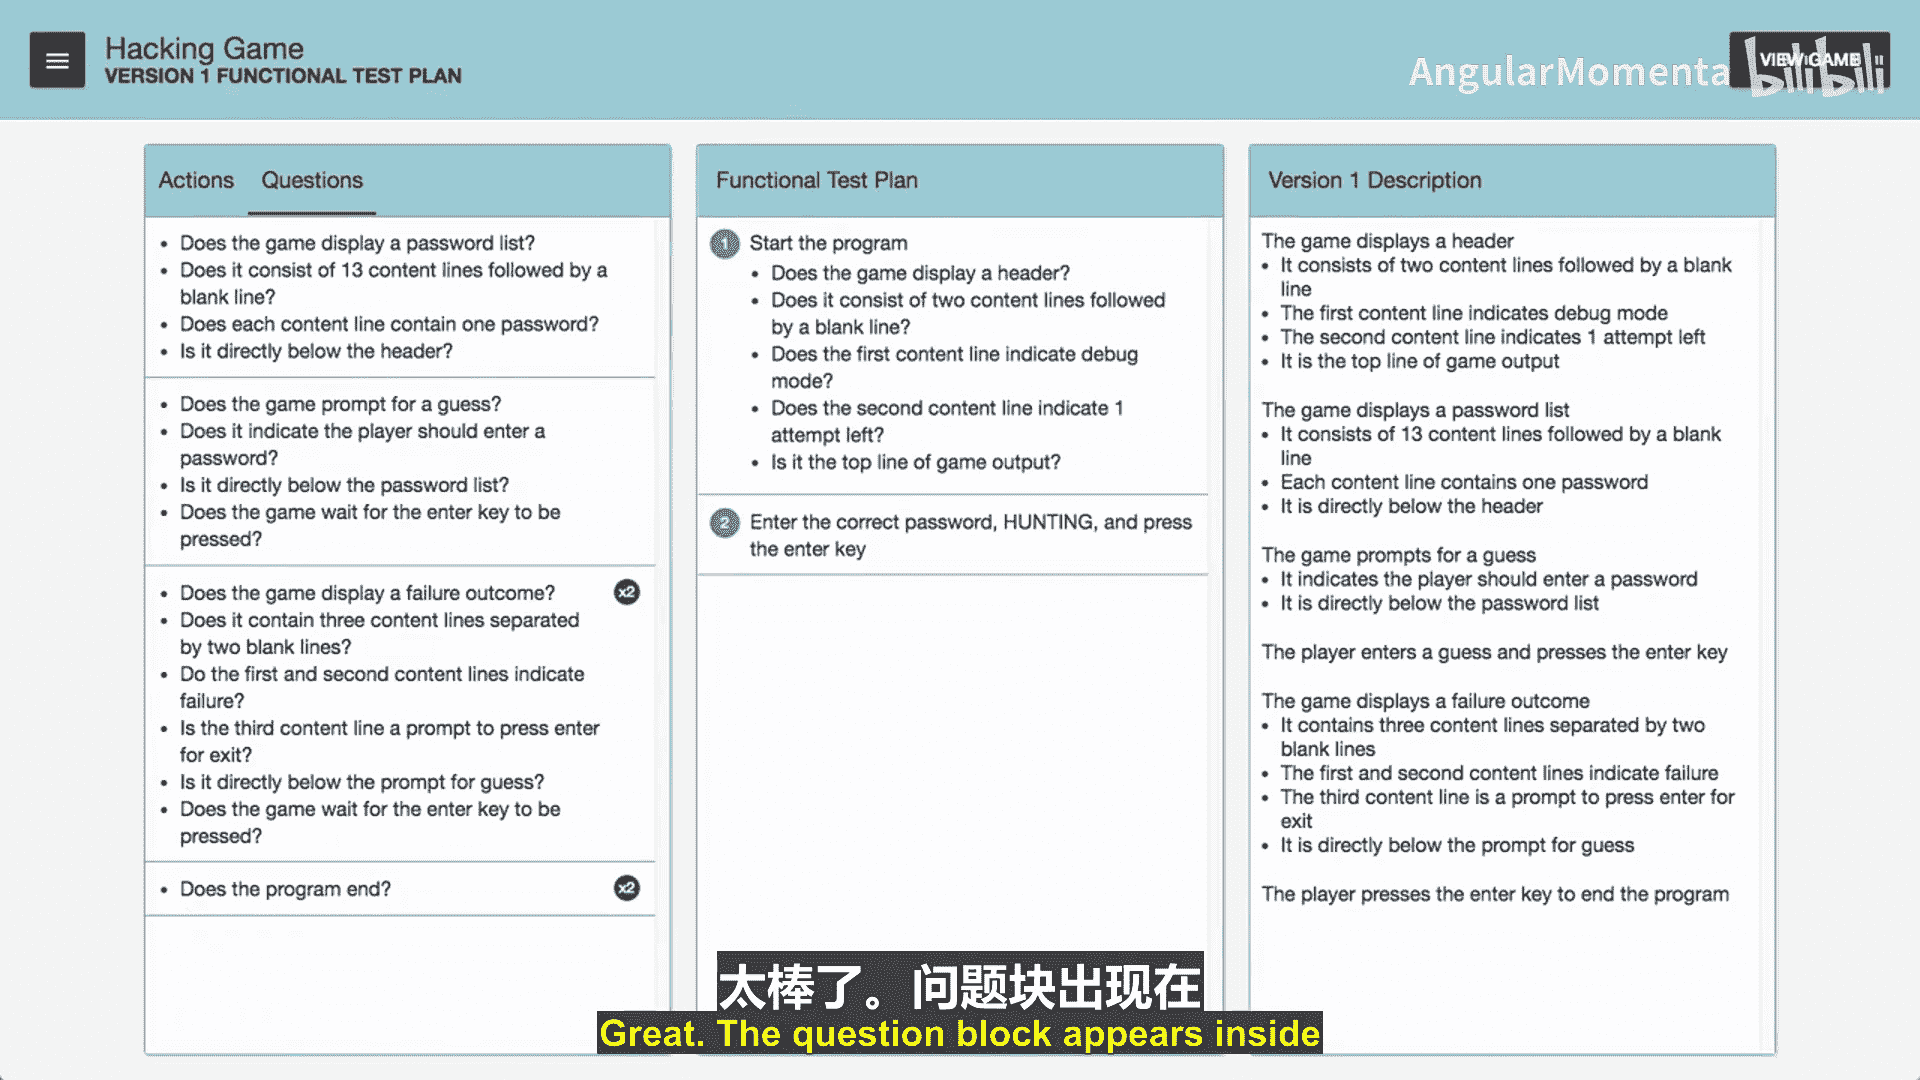 Hacking Game
VERSION 1 FUNCTIONAL TEST PLAN
AngularMomenta
VIEW GAME
bilibili
Actions
Questions
• Does the game display a password list?
• Does it consist of 13 content lines followed by a
blank line?
• Does each content line contain one password?
• Is it directly below the header?
• Does the game prompt for a guess?
• Does it indicate the player should enter a
password?
• Is it directly below the password list?
• Does the game wait for the enter key to be
pressed?
• Does the game display a failure outcome?
x2
• Does it contain three content lines separated
by two blank lines?
• Do the first and second content lines indicate
failure?
• Is the third content line a prompt to press enter
for exit?
• Is it directly below the prompt for guess?
• Does the game wait for the enter key to be
pressed?
• Does the program end?
x2
Functional Test Plan
1 Start the program
• Does the game display a header?
• Does it consist of two content lines followed
by a blank line?
• Does the first content line indicate debug
mode?
• Does the second content line indicate 1
attempt left?
• Is it the top line of game output?
2 Enter the correct password, HUNTING, and press
the enter key
Version 1 Description
The game displays a header
• It consists of two content lines followed by a blank
line
• The first content line indicates debug mode
• The second content line indicates 1 attempt left
• It is the top line of game output
The game displays a password list
• It consists of 13 content lines followed by a blank
line
• Each content line contains one password
• It is directly below the header
The game prompts for a guess
• It indicates the player should enter a password
• It is directly below the password list
The player enters a guess and presses the enter key
The game displays a failure outcome
• It contains three content lines separated by two
blank lines
• The first and second content lines indicate failure
• The third content line is a prompt to press enter for
exit
• It is directly below the prompt for guess
The player presses the enter key to end the program
太棒了。问题块出现在
Great. The question block appears inside